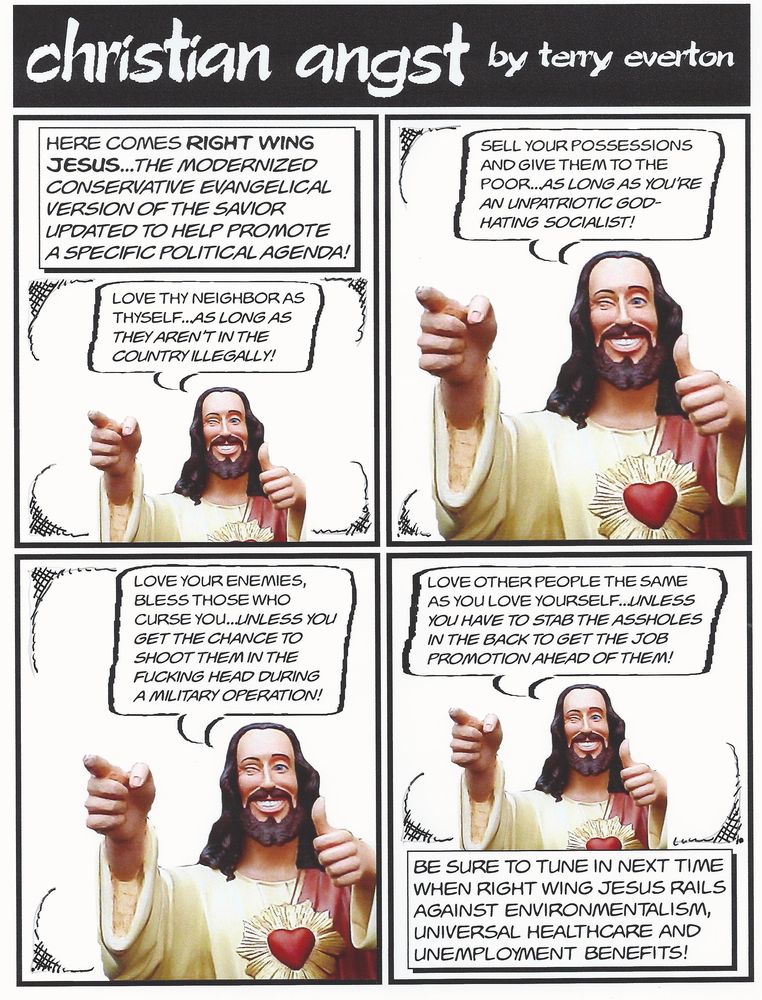 christian angst by terry everton
HERE COMES RIGHT WING
JESUS...THE MODERNIZED
CONSERVATIVE EVANGELICAL
VERSION OF THE SAVIOR
UPDATED TO HELP PROMOTE
A SPECIFIC POLITICAL AGENDA!
LOVE THY NEIGHBOR AS
THYSELF...AS LONG AS
THEY AREN'T IN THE
COUNTRY ILLEGALLY!
SELL YOUR POSSESSIONS
AND GIVE THEM TO THE
POOR...AS LONG AS YOU'RE
AN UNPATRIOTIC GOD-
HATING SOCIALIST!
LOVE YOUR ENEMIES,
BLESS THOSE WHO
CURSE YOU...UNLESS YOU
GET THE CHANCE TO
SHOOT THEM IN THE
FUCKING HEAD DURING
A MILITARY OPERATION!
LOVE OTHER PEOPLE THE SAME
AS YOU LOVE YOURSELF...UNLESS
YOU HAVE TO STAB THE ASSHOLES
IN THE BACK TO GET THE JOB
PROMOTION AHEAD OF THEM!
BE SURE TO TUNE IN NEXT TIME
WHEN RIGHT WING JESUS RAILS
AGAINST ENVIRONMENTALISM,
UNIVERSAL HEALTHCARE AND
UNEMPLOYMENT BENEFITS!